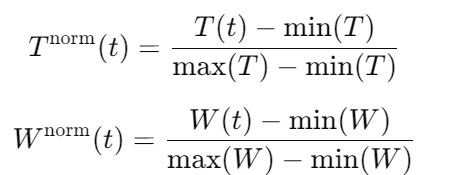 T^norm(t) = (T(t) − min(T)) / (max(T) − min(T))
W^norm(t) = (W(t) − min(W)) / (max(W) − min(W))